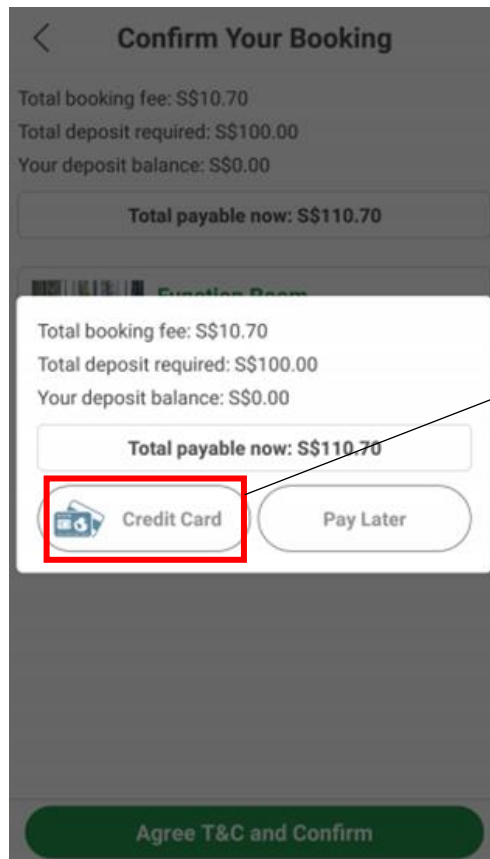 Confirm Your Booking
Total booking fee: S$10.70
Total deposit required: S$100.00
Your deposit balance: S$0.00
Total payable now: S$110.70
Function Room
Total booking fee: S$10.70
Total deposit required: S$100.00
Your deposit balance: S$0.00
Total payable now: S$110.70
Credit Card
Pay Later
Agree T&C and Confirm